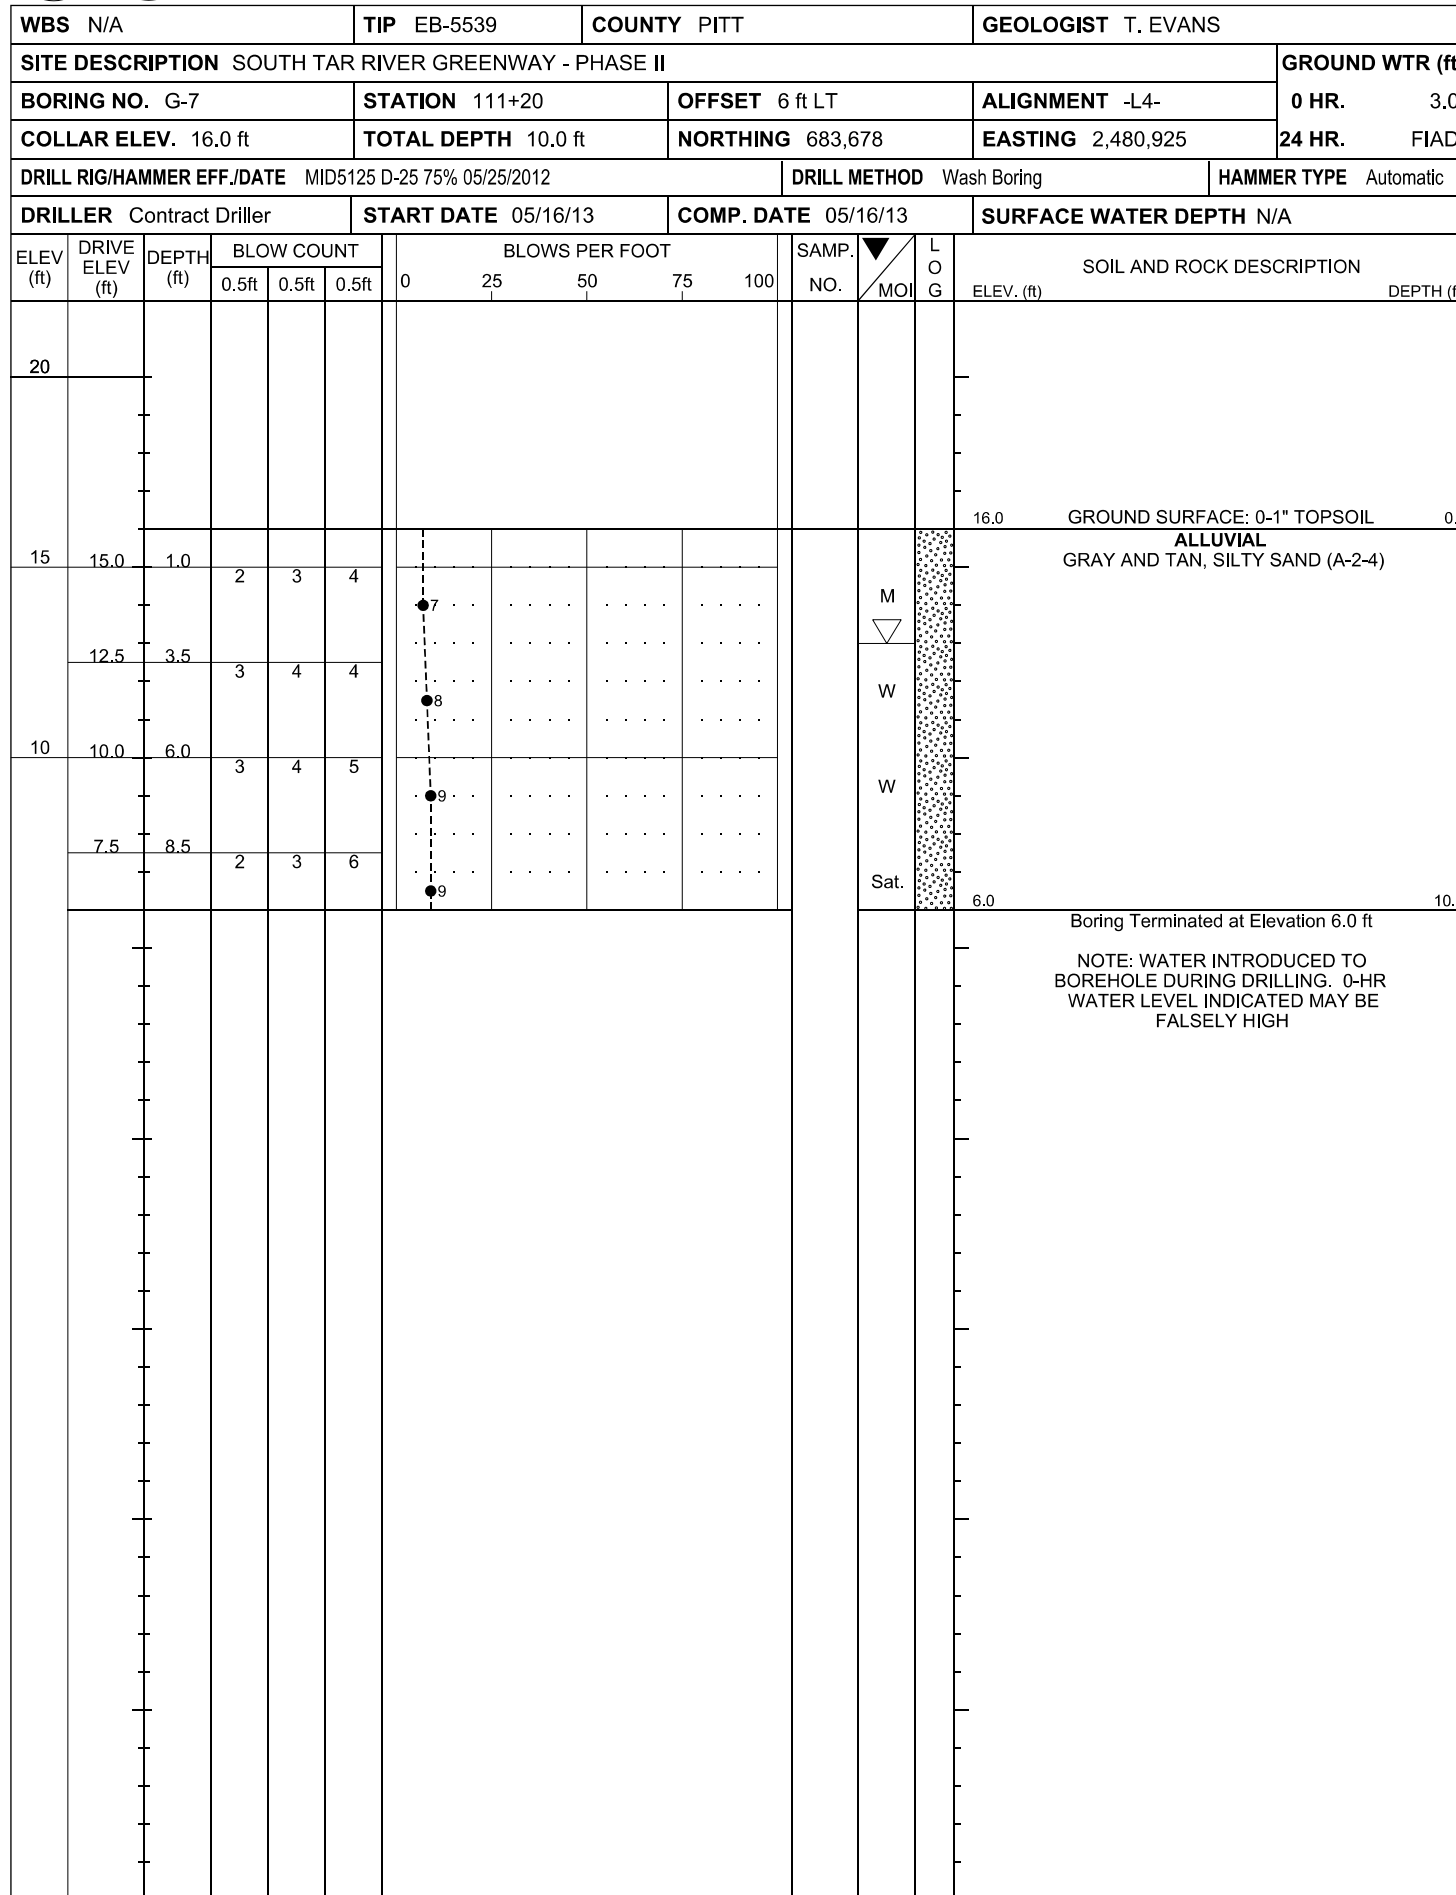 WBS N/A TIP EB-5539 COUNTY PITT GEOLOGIST T. EVANS
SITE DESCRIPTION SOUTH TAR RIVER GREENWAY - PHASE II GROUND WTR (ft
BORING NO. G-7 STATION 111+20 OFFSET 6 ft LT ALIGNMENT -L4- 0 HR. 3.0
COLLAR ELEV. 16.0 ft TOTAL DEPTH 10.0 ft NORTHING 683,678 EASTING 2,480,925 24 HR. FIAD
DRILL RIG/HAMMER EFF./DATE MID5125 D-25 75% 05/25/2012 DRILL METHOD Wash Boring HAMMER TYPE Automatic
DRILLER Contract Driller START DATE 05/16/13 COMP. DATE 05/16/13 SURFACE WATER DEPTH N/A
ELEV (ft) DRIVE ELEV (ft) DEPTH (ft) BLOW COUNT BLOWS PER FOOT SAMP. NO. MOI LOG SOIL AND ROCK DESCRIPTION
0.5ft 0.5ft 0.5ft 0 25 50 75 100 ELEV. (ft) DEPTH (f
20
16.0 GROUND SURFACE: 0-1" TOPSOIL 0.
ALLUVIAL
15 15.0 1.0 GRAY AND TAN, SILTY SAND (A-2-4)
2 3 4
7 M
12.5 3.5
3 4 4
8 W
10 10.0 6.0
3 4 5
9 W
7.5 8.5
2 3 6
9 Sat.
6.0 10.
Boring Terminated at Elevation 6.0 ft
NOTE: WATER INTRODUCED TO
BOREHOLE DURING DRILLING. 0-HR
WATER LEVEL INDICATED MAY BE
FALSELY HIGH